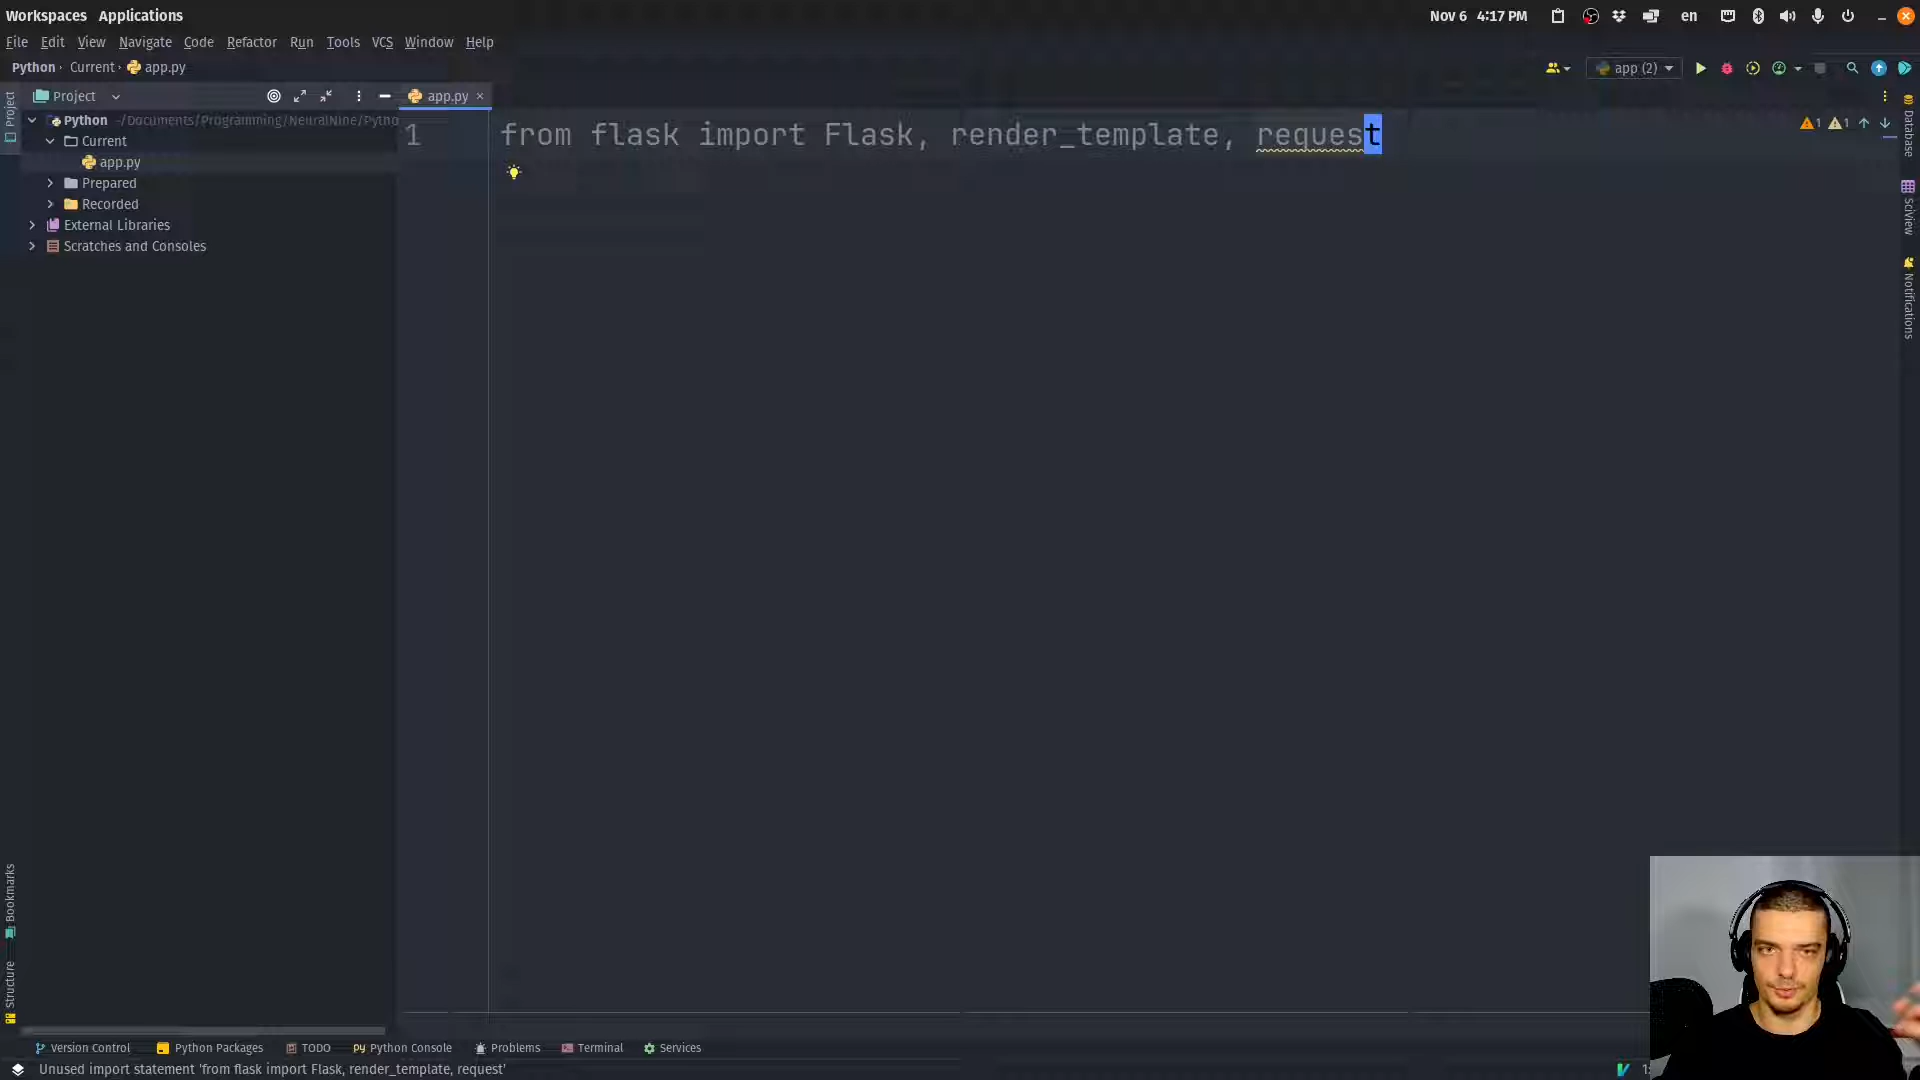 Workspaces Applications
Nov 6 4:17 PM
en
File Edit View Navigate Code Refactor Run Tools VCS Window Help
Python Current app.py
app (2)
Project
Project
app.py
Python ~/Documents/Programming/NeuralNine/Pytho
Current
app.py
Prepared
Recorded
External Libraries
Scratches and Consoles
1 from flask import Flask, render_template, request
1 1
Database
SciView
Notifications
Bookmarks
Structure
Version Control Python Packages TODO Python Console Problems Terminal Services
Unused import statement 'from flask import Flask, render_template, request'